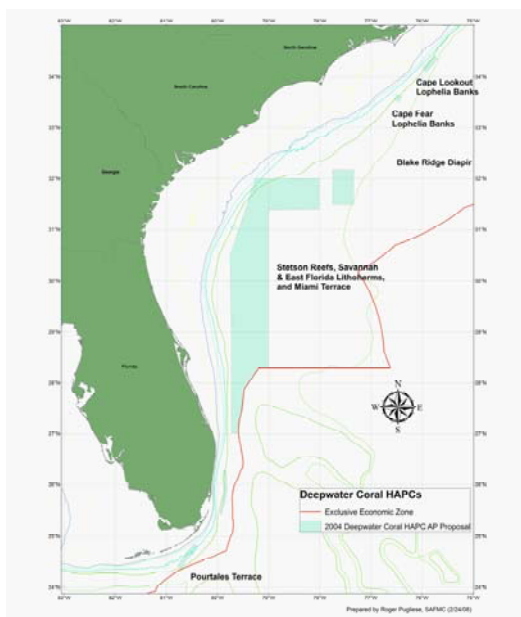 North Carolina
South Carolina
Georgia
Cape Lookout
Lophelia Banks
Cape Fear
Lophelia Banks
Blake Ridge Diapir
Stetson Reefs, Savannah
& East Florida Lithoherms,
and Miami Terrace
Florida
N
W E
S
Deepwater Coral HAPCs
Exclusive Economic Zone
2004 Deepwater Coral HAPC AP Proposal
Pourtales Terrace
Prepared by Roger Pugliese, SAFMC (2/24/06)